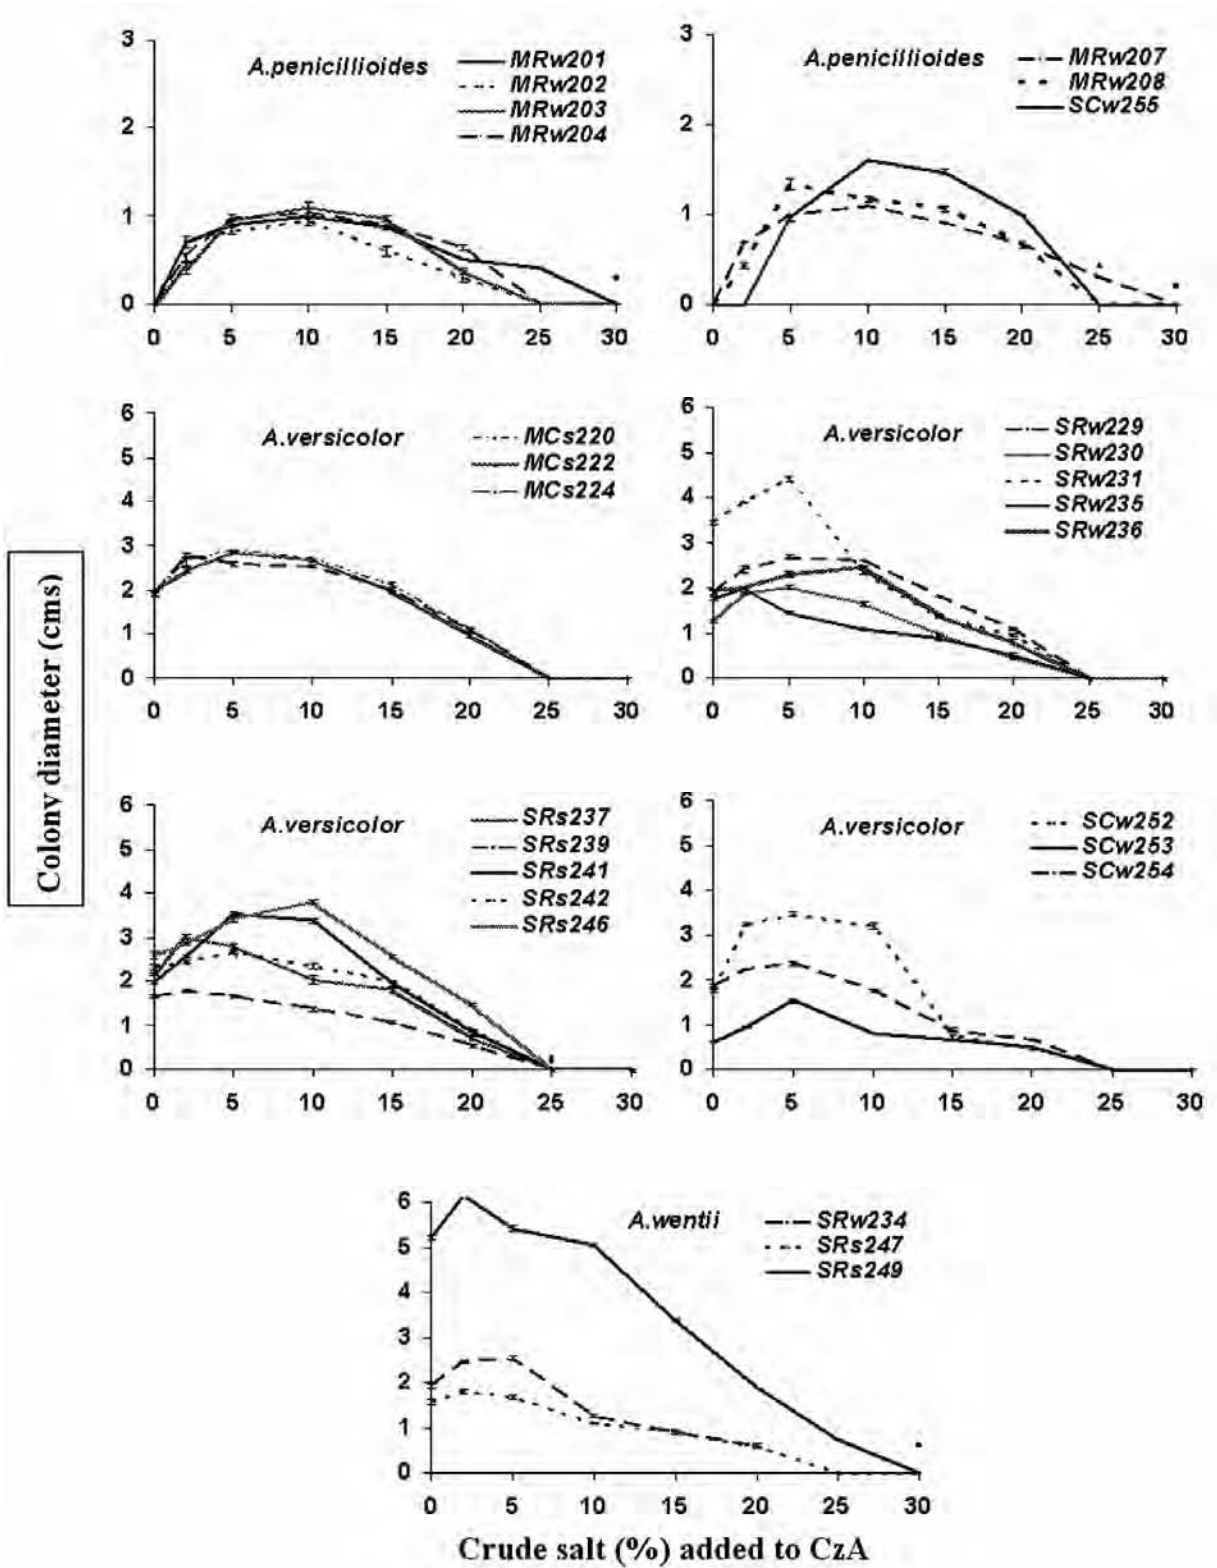 3
2
1
0
A.penicillioides
MRw201
MRw202
MRw203
MRw204
0 5 10 15 20 25 30
3
2
1
0
A.penicillioides
MRw207
MRw208
SCw255
0 5 10 15 20 25 30
6
5
4
3
2
1
0
A.versicolor
MCs220
MCs222
MCs224
0 5 10 15 20 25 30
6
5
4
3
2
1
0
A.versicolor
SRw229
SRw230
SRw231
SRw235
SRw236
0 5 10 15 20 25 30
Colony diameter (cms)
6
5
4
3
2
1
0
A.versicolor
SRs237
SRs239
SRs241
SRs242
SRs246
0 5 10 15 20 25 30
6
5
4
3
2
1
0
A.versicolor
SCw252
SCw253
SCw254
0 5 10 15 20 25 30
6
5
4
3
2
1
0
A.wentii
SRw234
SRs247
SRs249
0 5 10 15 20 25 30
Crude salt (%) added to CzA